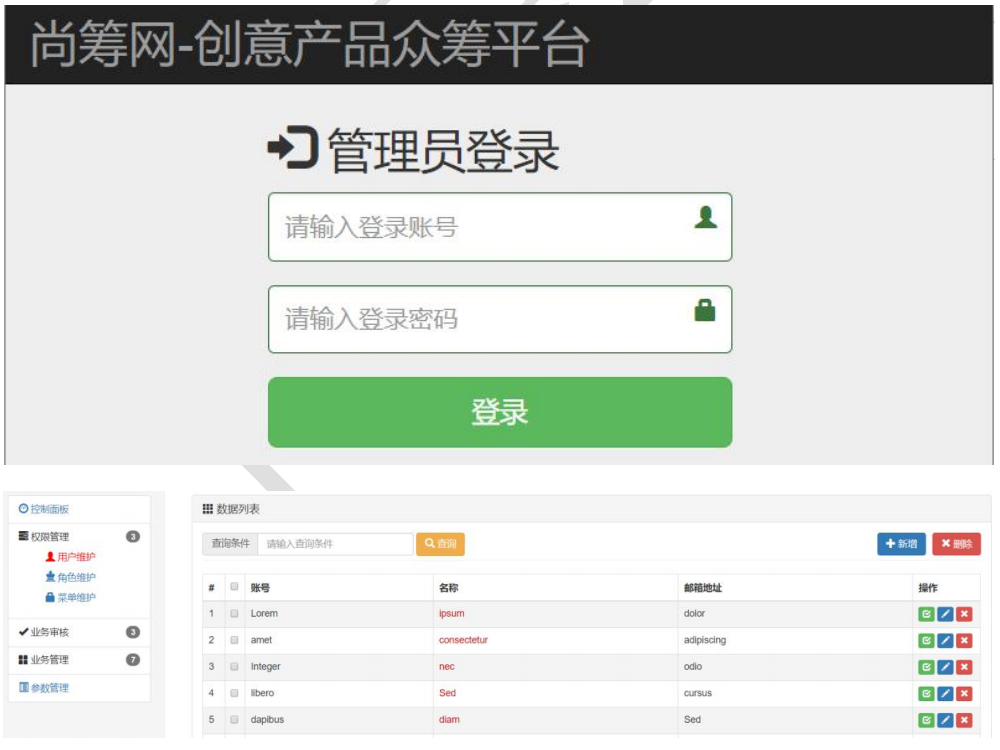 尚筹网-创意产品众筹平台
管理员登录
请输入登录账号
请输入登录密码
登录
控制面板
权限管理 3
用户维护
角色维护
菜单维护
业务审核 3
业务管理 7
参数管理
数据列表
查询条件 请输入查询条件 查询 新增 删除
# 账号 名称 邮箱地址 操作
1 Lorem ipsum dolor
2 amet consectetur adipiscing
3 Integer nec odio
4 libero Sed cursus
5 dapibus diam Sed